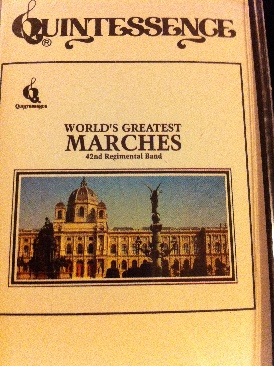 QUINTESSENCE
®
Quintessence
WORLD'S GREATEST
MARCHES
42nd Regimental Band